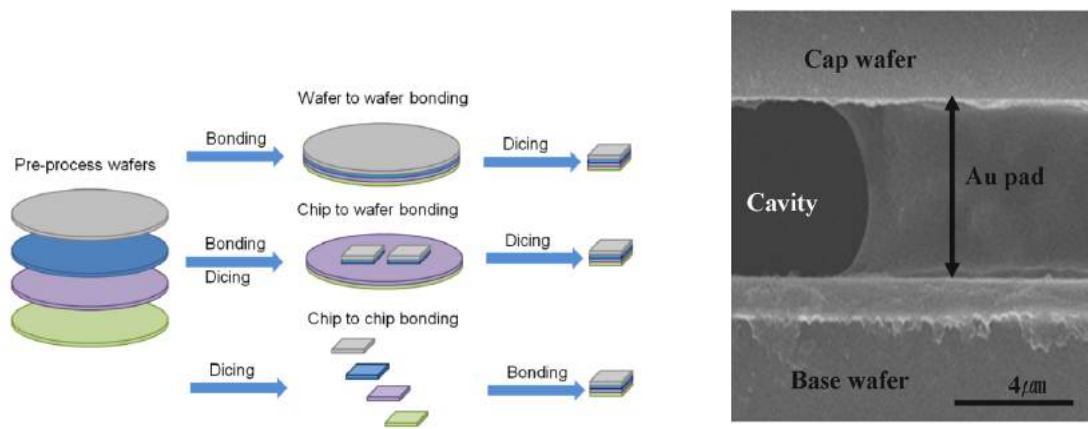 Wafer to wafer bonding
Bonding
Dicing
Pre-process wafers
Chip to wafer bonding
Bonding
Dicing
Dicing
Chip to chip bonding
Dicing
Bonding
Cap wafer
Au pad
Cavity
Base wafer
4㎛